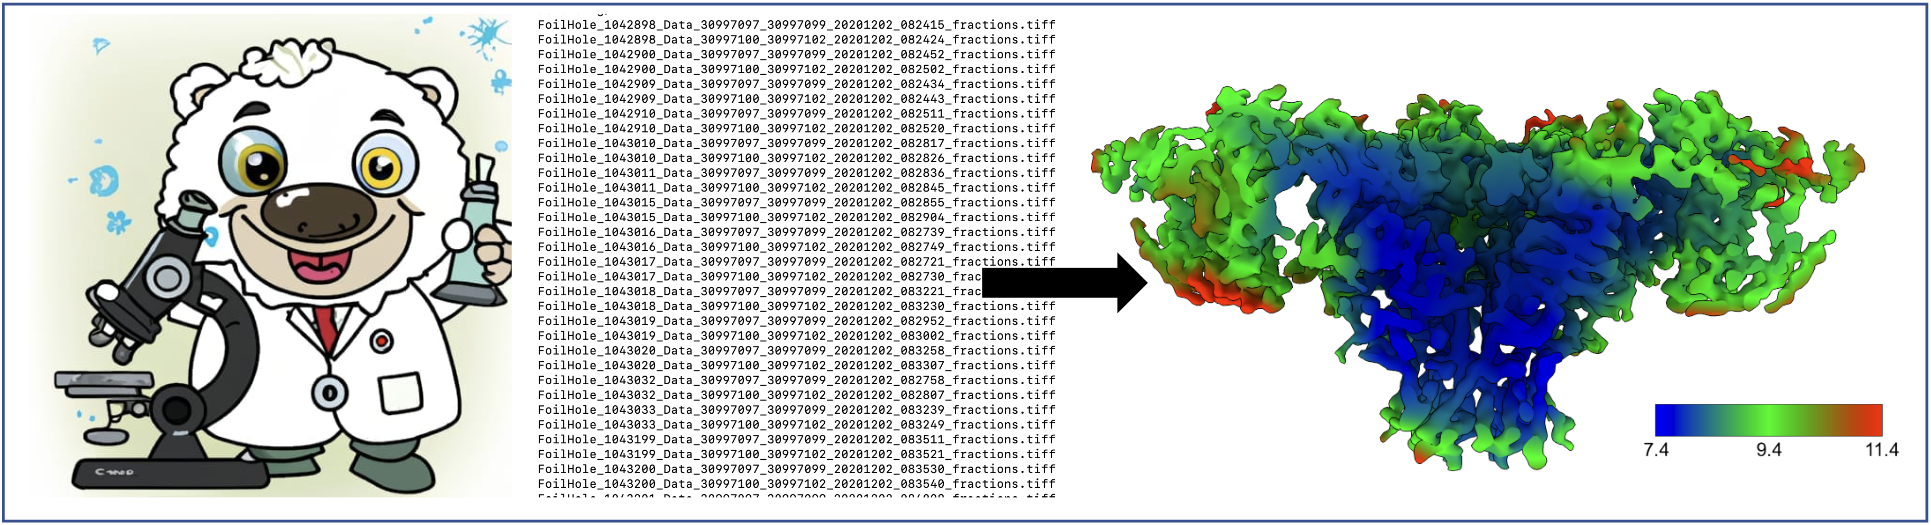 FoilHole_1042898_Data_30997097_30997099_20201202_082415_fractions.tiff
FoilHole_1042898_Data_30997100_30997102_20201202_082424_fractions.tiff
FoilHole_1042900_Data_30997097_30997099_20201202_082452_fractions.tiff
FoilHole_1042900_Data_30997100_30997102_20201202_082502_fractions.tiff
FoilHole_1042909_Data_30997097_30997099_20201202_082434_fractions.tiff
FoilHole_1042909_Data_30997100_30997102_20201202_082443_fractions.tiff
FoilHole_1042910_Data_30997097_30997099_20201202_082511_fractions.tiff
FoilHole_1042910_Data_30997100_30997102_20201202_082520_fractions.tiff
FoilHole_1043010_Data_30997097_30997099_20201202_082817_fractions.tiff
FoilHole_1043010_Data_30997100_30997102_20201202_082826_fractions.tiff
FoilHole_1043011_Data_30997097_30997099_20201202_082836_fractions.tiff
FoilHole_1043011_Data_30997100_30997102_20201202_082845_fractions.tiff
FoilHole_1043015_Data_30997097_30997099_20201202_082855_fractions.tiff
FoilHole_1043015_Data_30997100_30997102_20201202_082904_fractions.tiff
FoilHole_1043016_Data_30997097_30997099_20201202_082739_fractions.tiff
FoilHole_1043016_Data_30997100_30997102_20201202_082749_fractions.tiff
FoilHole_1043017_Data_30997097_30997099_20201202_082721_fractions.tiff
FoilHole_1043017_Data_30997100_30997102_20201202_082730_frac
FoilHole_1043018_Data_30997097_30997099_20201202_083221_frac
FoilHole_1043018_Data_30997100_30997102_20201202_083230_fractions.tiff
FoilHole_1043019_Data_30997097_30997099_20201202_082952_fractions.tiff
FoilHole_1043019_Data_30997100_30997102_20201202_083002_fractions.tiff
FoilHole_1043020_Data_30997097_30997099_20201202_083258_fractions.tiff
FoilHole_1043020_Data_30997100_30997102_20201202_083307_fractions.tiff
FoilHole_1043032_Data_30997097_30997099_20201202_082758_fractions.tiff
FoilHole_1043032_Data_30997100_30997102_20201202_082807_fractions.tiff
FoilHole_1043033_Data_30997097_30997099_20201202_083239_fractions.tiff
FoilHole_1043033_Data_30997100_30997102_20201202_083249_fractions.tiff
FoilHole_1043199_Data_30997097_30997099_20201202_083511_fractions.tiff
FoilHole_1043199_Data_30997100_30997102_20201202_083521_fractions.tiff
FoilHole_1043200_Data_30997097_30997099_20201202_083530_fractions.tiff
FoilHole_1043200_Data_30997100_30997102_20201202_083540_fractions.tiff
7.4 9.4 11.4